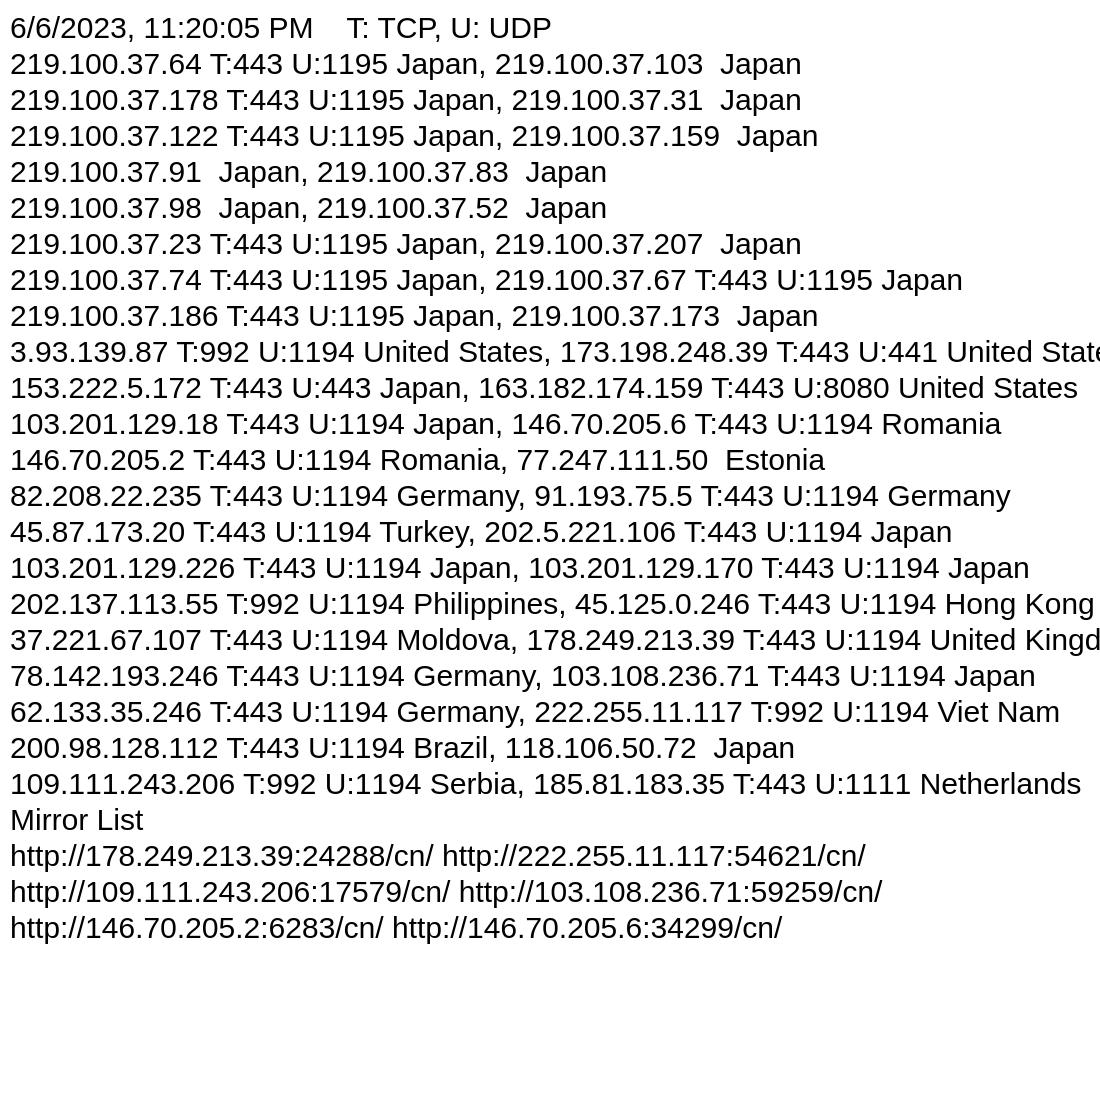 6/6/2023, 11:20:05 PM    T: TCP, U: UDP
219.100.37.64 T:443 U:1195 Japan, 219.100.37.103  Japan
219.100.37.178 T:443 U:1195 Japan, 219.100.37.31  Japan
219.100.37.122 T:443 U:1195 Japan, 219.100.37.159  Japan
219.100.37.91  Japan, 219.100.37.83  Japan
219.100.37.98  Japan, 219.100.37.52  Japan
219.100.37.23 T:443 U:1195 Japan, 219.100.37.207  Japan
219.100.37.74 T:443 U:1195 Japan, 219.100.37.67 T:443 U:1195 Japan
219.100.37.186 T:443 U:1195 Japan, 219.100.37.173  Japan
3.93.139.87 T:992 U:1194 United States, 173.198.248.39 T:443 U:441 United State
153.222.5.172 T:443 U:443 Japan, 163.182.174.159 T:443 U:8080 United States
103.201.129.18 T:443 U:1194 Japan, 146.70.205.6 T:443 U:1194 Romania
146.70.205.2 T:443 U:1194 Romania, 77.247.111.50  Estonia
82.208.22.235 T:443 U:1194 Germany, 91.193.75.5 T:443 U:1194 Germany
45.87.173.20 T:443 U:1194 Turkey, 202.5.221.106 T:443 U:1194 Japan
103.201.129.226 T:443 U:1194 Japan, 103.201.129.170 T:443 U:1194 Japan
202.137.113.55 T:992 U:1194 Philippines, 45.125.0.246 T:443 U:1194 Hong Kong
37.221.67.107 T:443 U:1194 Moldova, 178.249.213.39 T:443 U:1194 United Kingd
78.142.193.246 T:443 U:1194 Germany, 103.108.236.71 T:443 U:1194 Japan
62.133.35.246 T:443 U:1194 Germany, 222.255.11.117 T:992 U:1194 Viet Nam
200.98.128.112 T:443 U:1194 Brazil, 118.106.50.72  Japan
109.111.243.206 T:992 U:1194 Serbia, 185.81.183.35 T:443 U:1111 Netherlands
Mirror List
http://178.249.213.39:24288/cn/ http://222.255.11.117:54621/cn/
http://109.111.243.206:17579/cn/ http://103.108.236.71:59259/cn/
http://146.70.205.2:6283/cn/ http://146.70.205.6:34299/cn/